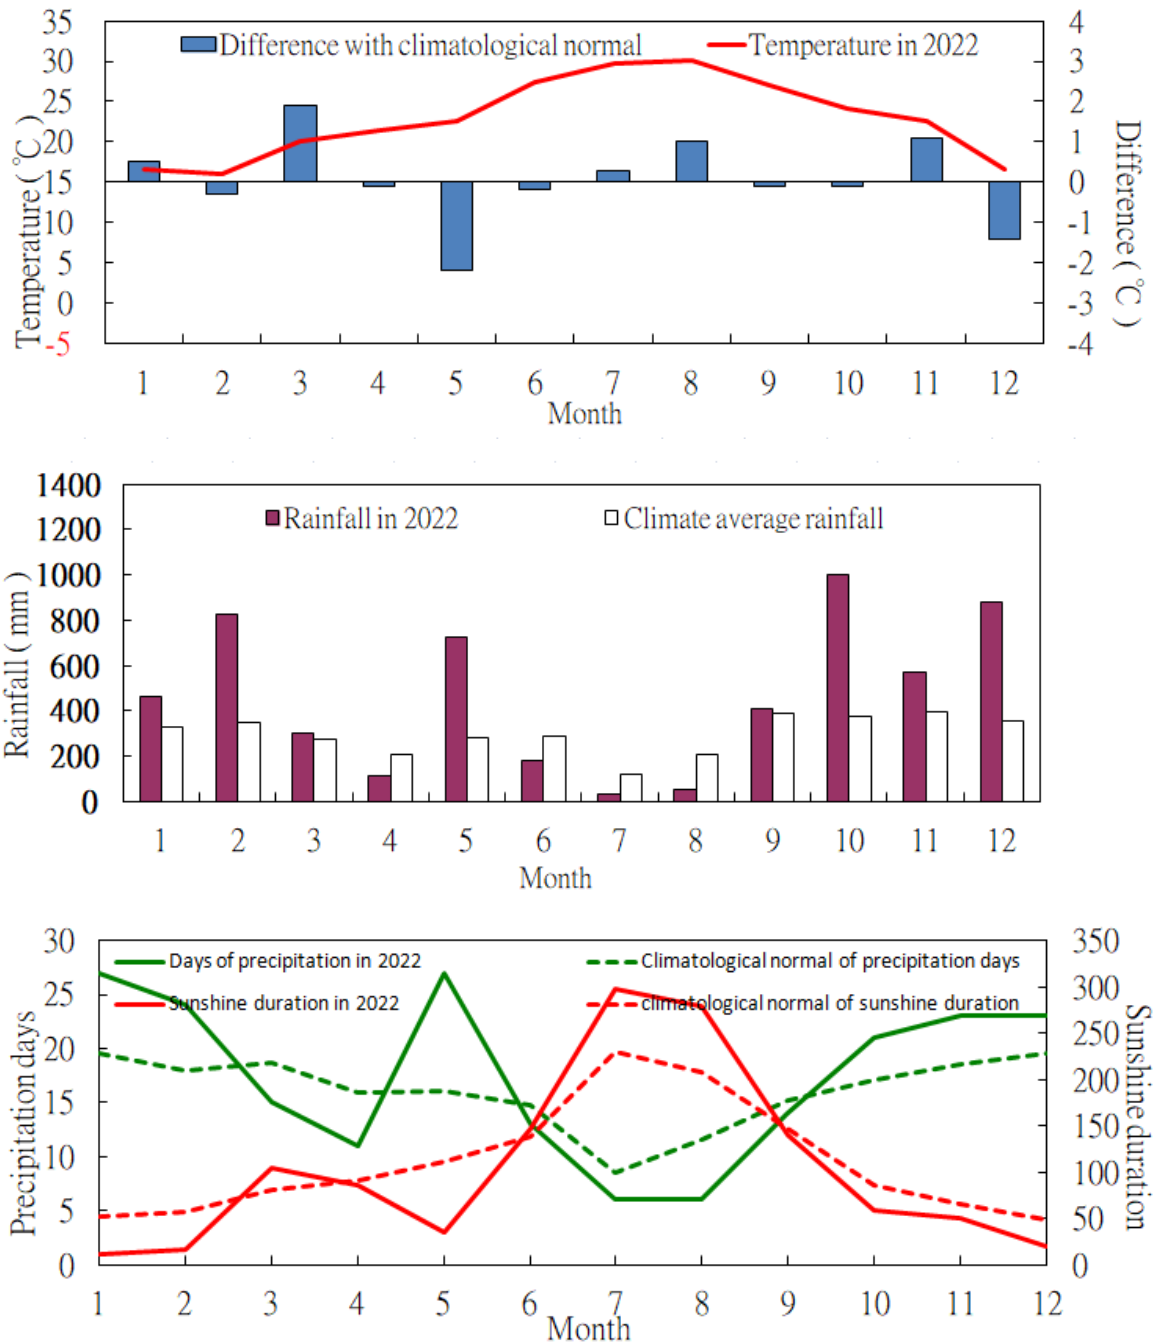 35
30
25
20
15
10
5
0
-5
Temperature ( ℃ )
Difference with climatological normal
Temperature in 2022
4
3
2
1
0
-1
-2
-3
-4
Difference ( ℃ )
1 2 3 4 5 6 7 8 9 10 11 12
Month
1400
1200
1000
800
600
400
200
0
Rainfall ( mm )
Rainfall in 2022
Climate average rainfall
1 2 3 4 5 6 7 8 9 10 11 12
Month
30
25
20
15
10
5
0
Precipitation days
Days of precipitation in 2022
Climatological normal of precipitation days
Sunshine duration in 2022
climatological normal of sunshine duration
350
300
250
200
150
100
50
0
Sunshine duration
1 2 3 4 5 6 7 8 9 10 11 12
Month